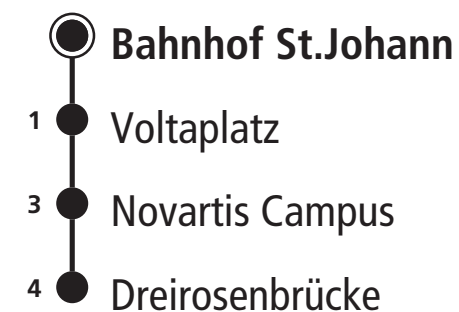 Bahnhof St.Johann
1 Voltaplatz
3 Novartis Campus
4 Dreirosenbrücke